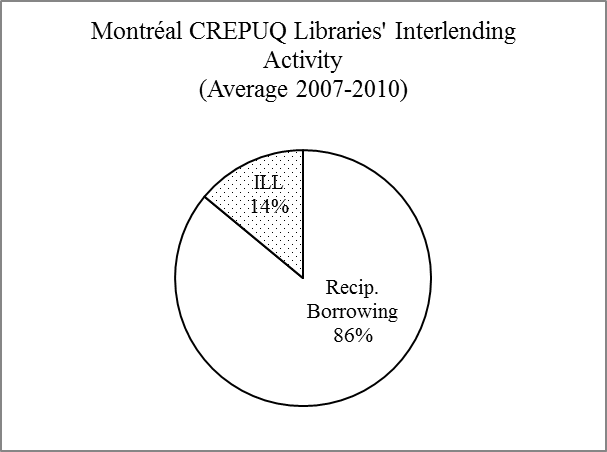 Montréal CREPUQ Libraries' Interlending
Activity
(Average 2007-2010)
ILL
14%
Recip.
Borrowing
86%